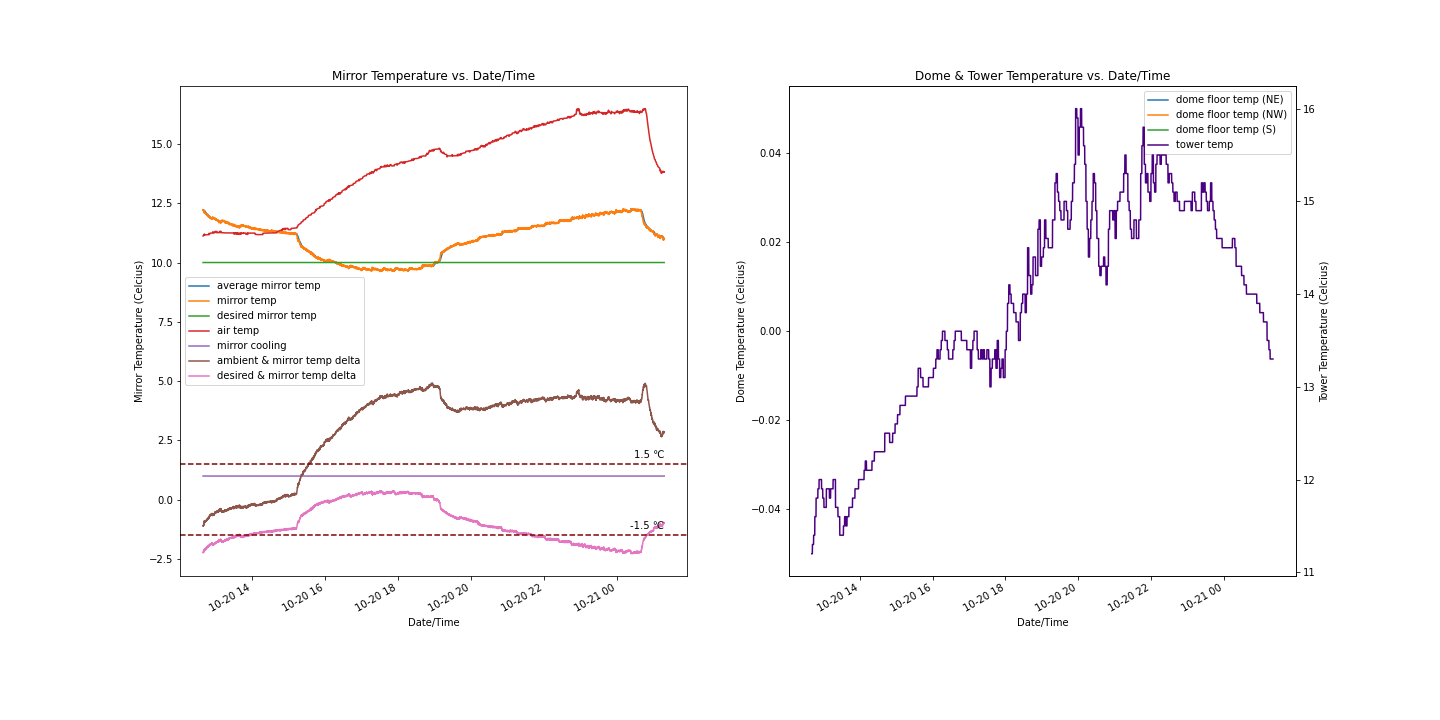 Mirror Temperature vs. Date/Time
Mirror Temperature (Celcius)
15.0
12.5
10.0
7.5
5.0
2.5
0.0
−2.5
average mirror temp
mirror temp
desired mirror temp
air temp
mirror cooling
ambient & mirror temp delta
desired & mirror temp delta
1.5 °C
-1.5 °C
10-20 14
10-20 16
10-20 18
10-20 20
10-20 22
10-21 00
Date/Time
Dome & Tower Temperature vs. Date/Time
Dome Temperature (Celcius)
0.04
0.02
0.00
−0.02
−0.04
dome floor temp (NE)
dome floor temp (NW)
dome floor temp (S)
tower temp
16
15
14
13
12
11
Tower Temperature (Celcius)
10-20 14
10-20 16
10-20 18
10-20 20
10-20 22
10-21 00
Date/Time